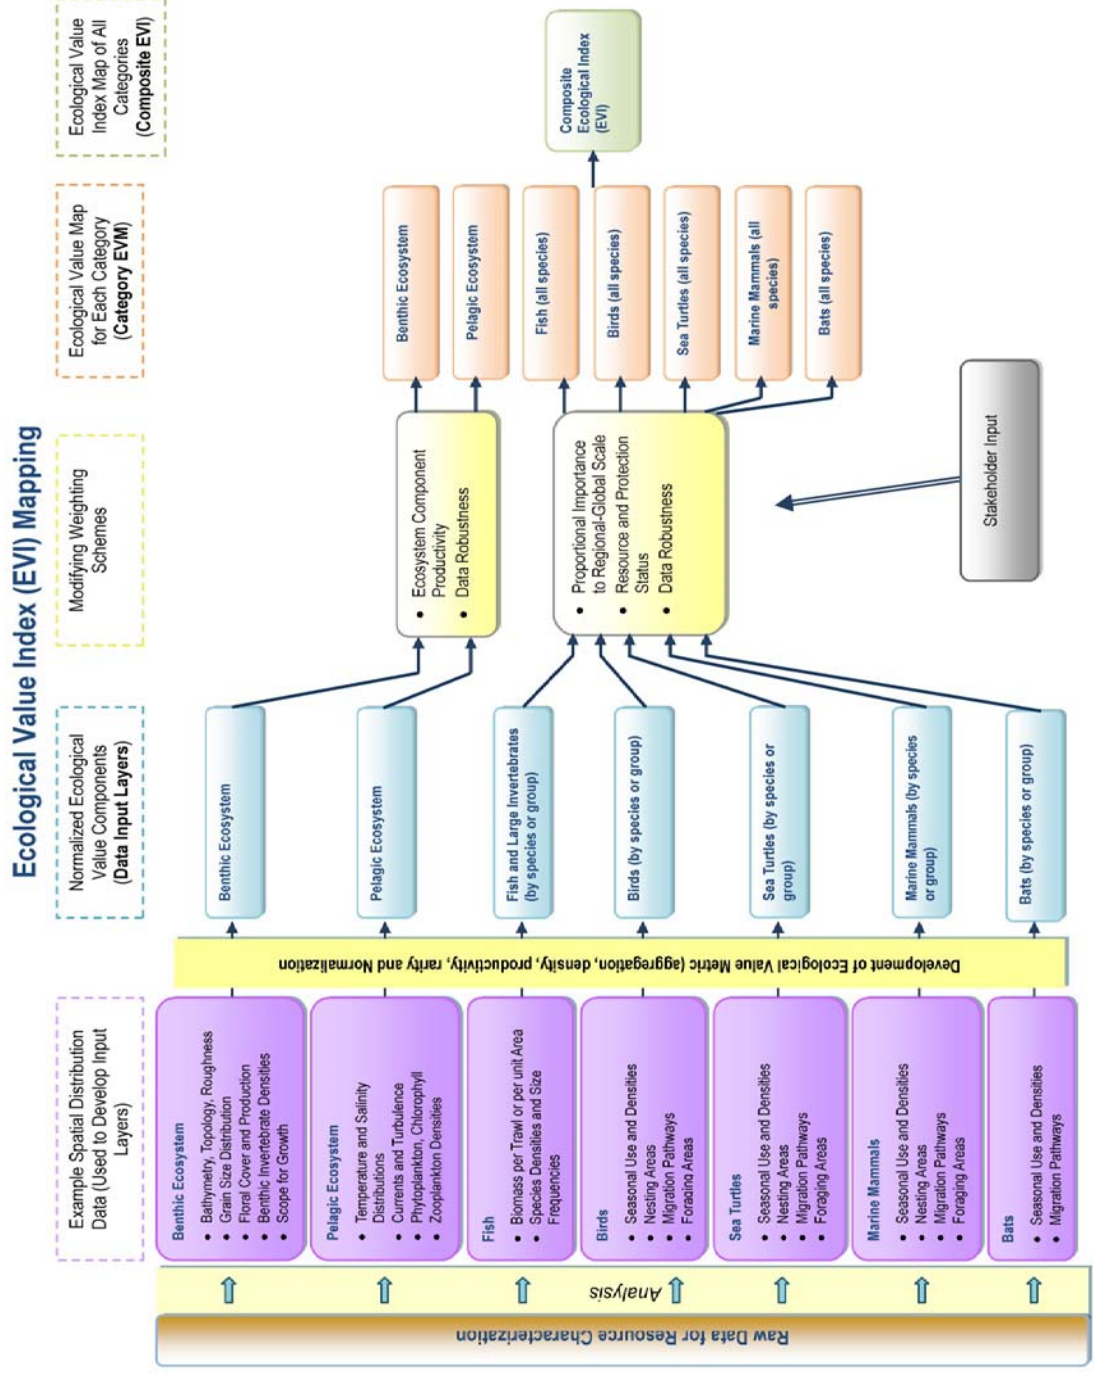 Ecological Value Index (EVI) Mapping
Example Spatial Distribution
Data (Used to Develop Input
Layers)
Normalized Ecological
Value Components
(Data Input Layers)
Modifying Weighting
Schemes
Ecological Value Map
for Each Category
(Category EVM)
Ecological Value
Index Map of All
Categories
(Composite EVI)
Raw Data for Resource Characterization
Analysis
Benthic Ecosystem
• Bathymetry, Topology, Roughness
• Grain Size Distribution
• Floral Cover and Production
• Benthic Invertebrate Densities
• Scope for Growth
Pelagic Ecosystem
• Temperature and Salinity
Distributions
• Currents and Turbulence
• Phytoplankton, Chlorophyll
• Zooplankton Densities
Fish
• Biomass per Trawl or per unit Area
• Species Densities and Size
Frequencies
Birds
• Seasonal Use and Densities
• Nesting Areas
• Migration Pathways
• Foraging Areas
Sea Turtles
• Seasonal Use and Densities
• Nesting Areas
• Migration Pathways
• Foraging Areas
Marine Mammals
• Seasonal Use and Densities
• Nesting Areas
• Migration Pathways
• Foraging Areas
Bats
• Seasonal Use and Densities
• Migration Pathways
Development of Ecological Value Metric (aggregation, density, productivity, rarity and Normalization
Benthic Ecosystem
Pelagic Ecosystem
Fish and Large Invertebrates
(by species or group)
Birds (by species or group)
Sea Turtles (by species or
group)
Marine Mammals (by species
or group)
Bats (by species or group)
• Ecosystem Component
Productivity
• Data Robustness
• Proportional Importance
to Regional-Global Scale
• Resource and Protection
Status
• Data Robustness
Stakeholder Input
Benthic Ecosystem
Pelagic Ecosystem
Fish (all species)
Birds (all species)
Sea Turtles (all species)
Marine Mammals (all
species)
Bats (all species)
Composite
Ecological Index
(EVI)